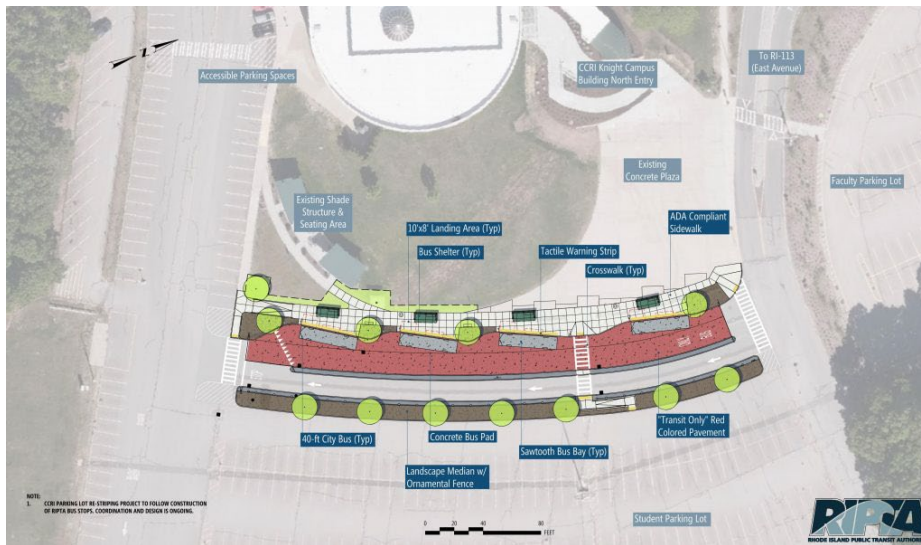 Z
Accessible Parking Spaces
CCRI Knight Campus
Building North Entry
To RI-113
(East Avenue)
Existing
Concrete Plaza
Faculty Parking Lot
Existing Shade
Structure &
Seating Area
10'x8' Landing Area (Typ)
Bus Shelter (Typ)
Tactile Warning Strip
Crosswalk (Typ)
ADA Compliant
Sidewalk
BUS
40-ft City Bus (Typ)
Concrete Bus Pad
Sawtooth Bus Bay (Typ)
"Transit Only" Red
Colored Pavement
Landscape Median w/
Ornamental Fence
NOTE:
1. CCRI PARKING LOT RE-STRIPING PROJECT TO FOLLOW CONSTRUCTION
OF RIPTA BUS STOPS. COORDINATION AND DESIGN IS ONGOING.
0 20 40 80
FEET
Student Parking Lot
RIPTA
RHODE ISLAND PUBLIC TRANSIT AUTHOR